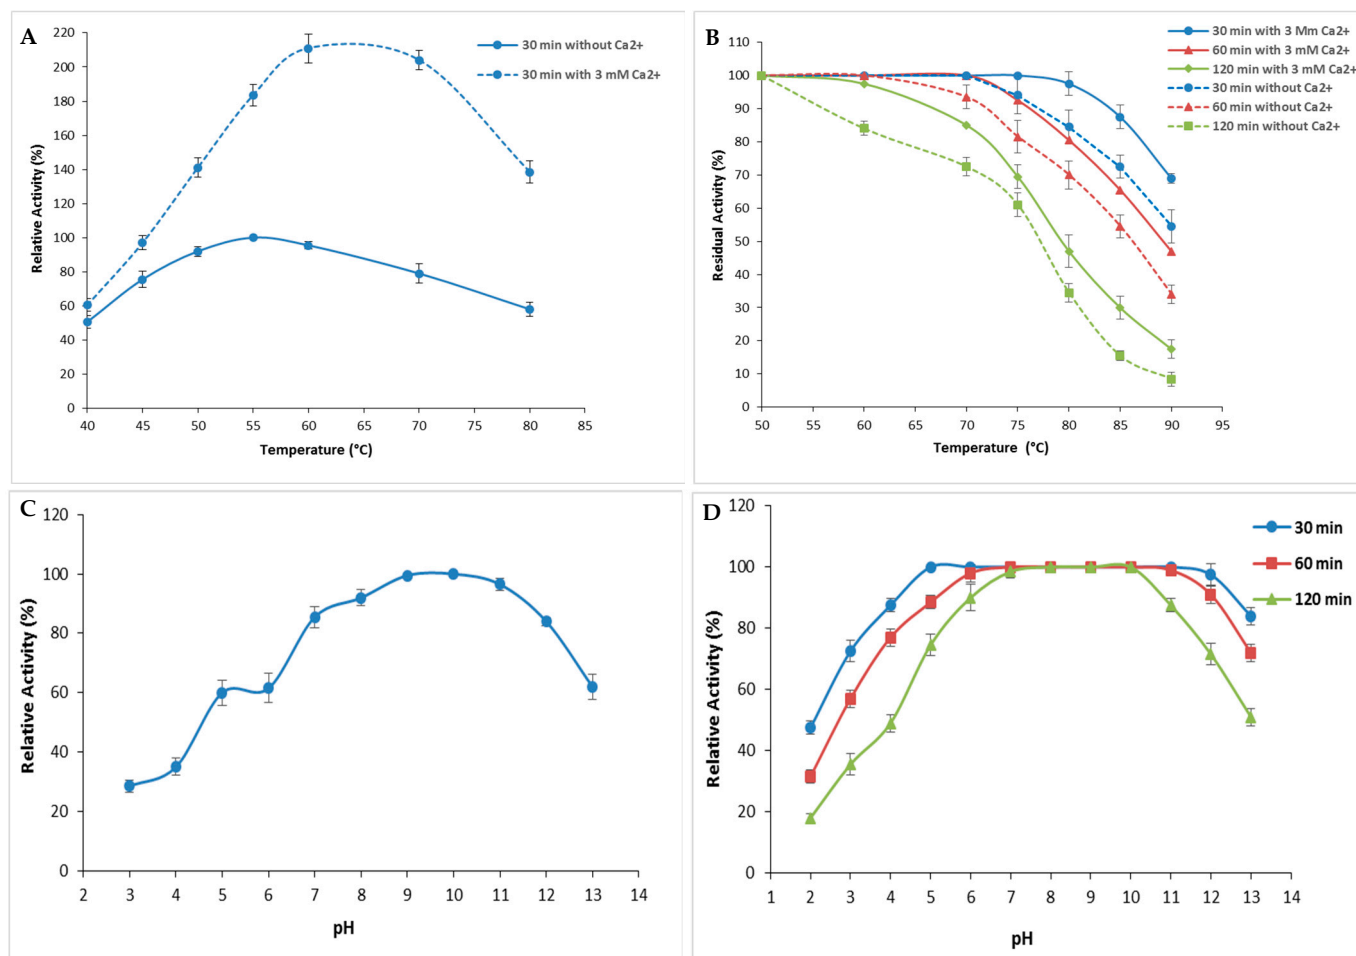 A
Relative Activity (%)
220
200
180
160
140
120
100
80
60
40
20
0
40 45 50 55 60 65 70 75 80 85
Temperature (°C)
30 min without Ca2+
30 min with 3 mM Ca2+
B
Residual Activity (%)
110
100
90
80
70
60
50
40
30
20
10
0
50 55 60 65 70 75 80 85 90 95
Temperature (°C)
30 min with 3 Mm Ca2+
60 min with 3 mM Ca2+
120 min with 3 mM Ca2+
30 min without Ca2+
60 min without Ca2+
120 min without Ca2+
C
Relative Activity (%)
120
100
80
60
40
20
0
2 3 4 5 6 7 8 9 10 11 12 13 14
pH
D
Relative Activity (%)
120
100
80
60
40
20
0
1 2 3 4 5 6 7 8 9 10 11 12 13 14
pH
30 min
60 min
120 min